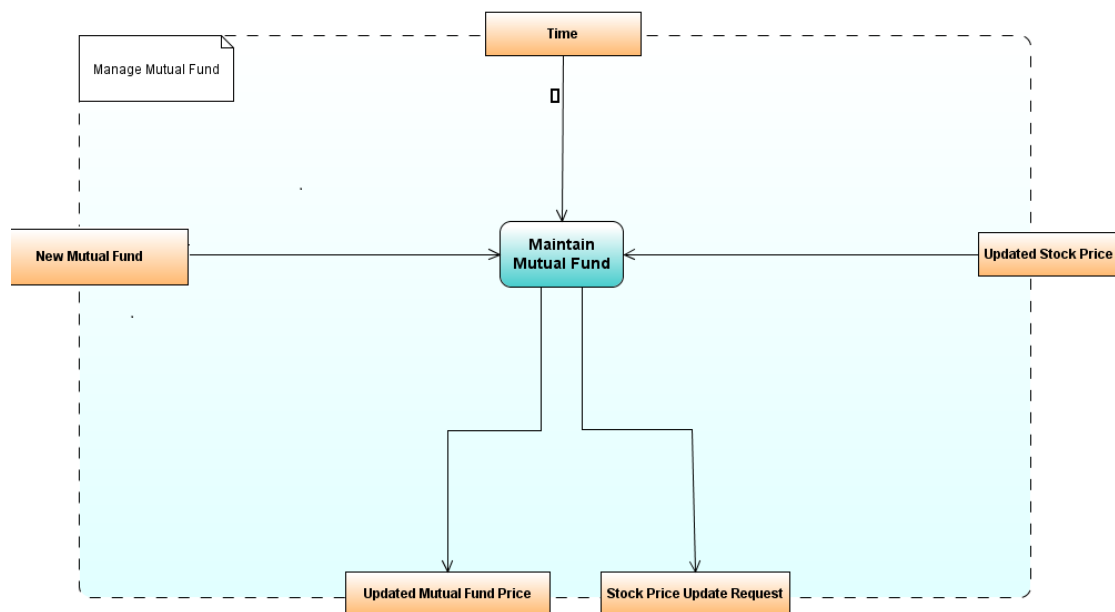 Time
Manage Mutual Fund
Maintain
Mutual Fund
New Mutual Fund
Updated Stock Price
Updated Mutual Fund Price
Stock Price Update Request